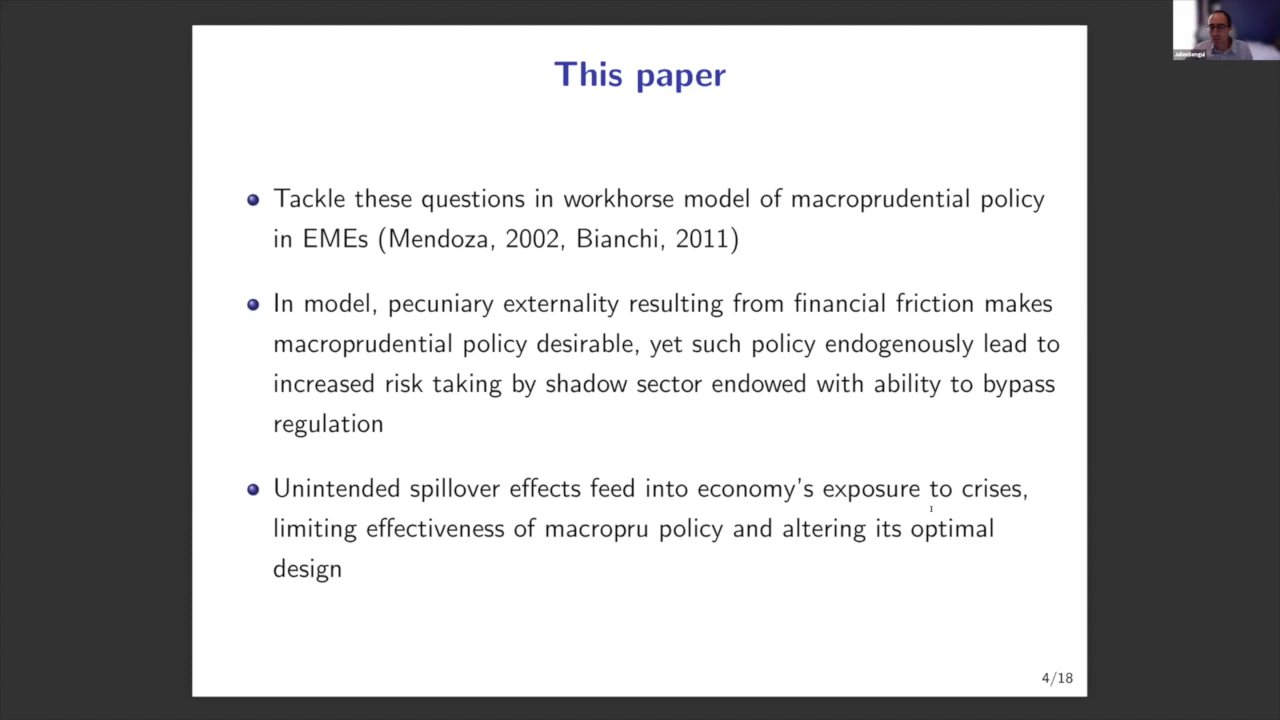 This paper
Tackle these questions in workhorse model of macroprudential policy
in EMEs (Mendoza, 2002, Bianchi, 2011)
In model, pecuniary externality resulting from financial friction makes
macroprudential policy desirable, yet such policy endogenously lead to
increased risk taking by shadow sector endowed with ability to bypass
regulation
Unintended spillover effects feed into economy's exposure to crises,
limiting effectiveness of macropru policy and altering its optimal
design
4/18